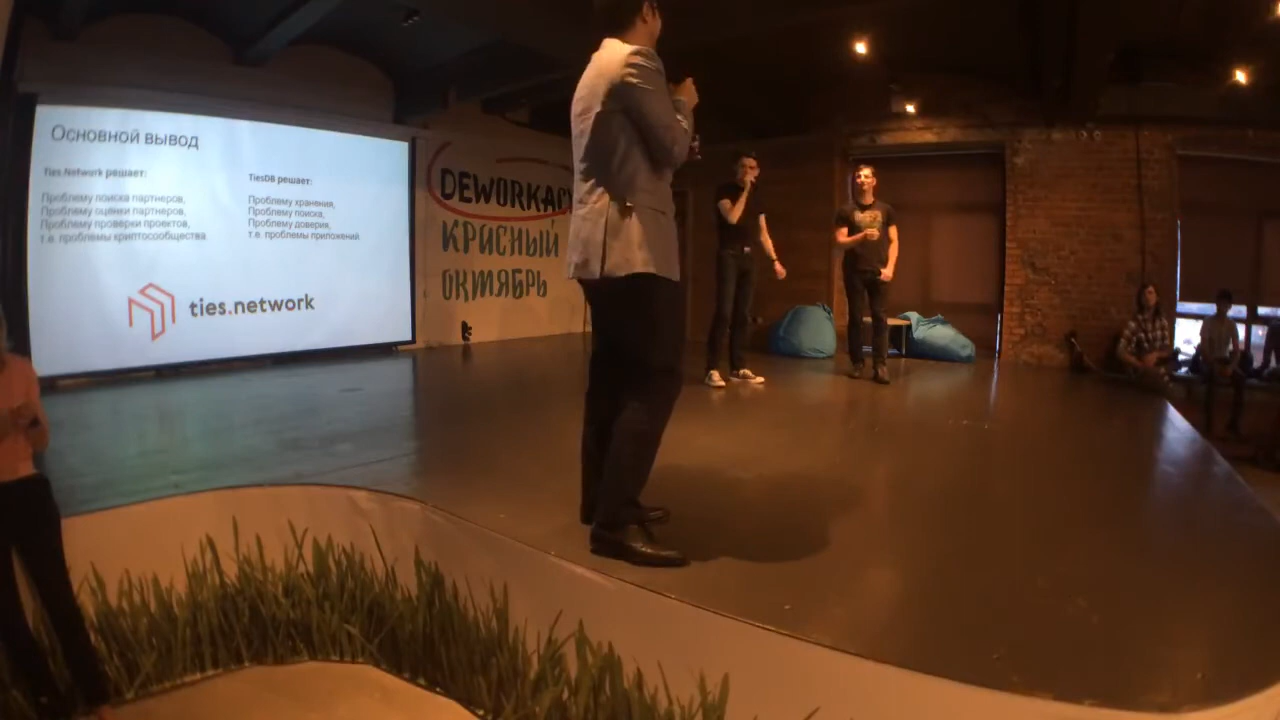 Основной вывод
Ties.Network решает:
Проблему поиска партнеров,
Проблему оценки партнеров,
Проблему проверки проектов,
т.е. проблемы криптосообщества
TiesDB решает:
Проблему хранения,
Проблему поиска,
Проблему доверия,
т.е. проблемы приложений.
ties.network
DEWORKACY
КРАСНЫЙ
ОКТЯБРЬ